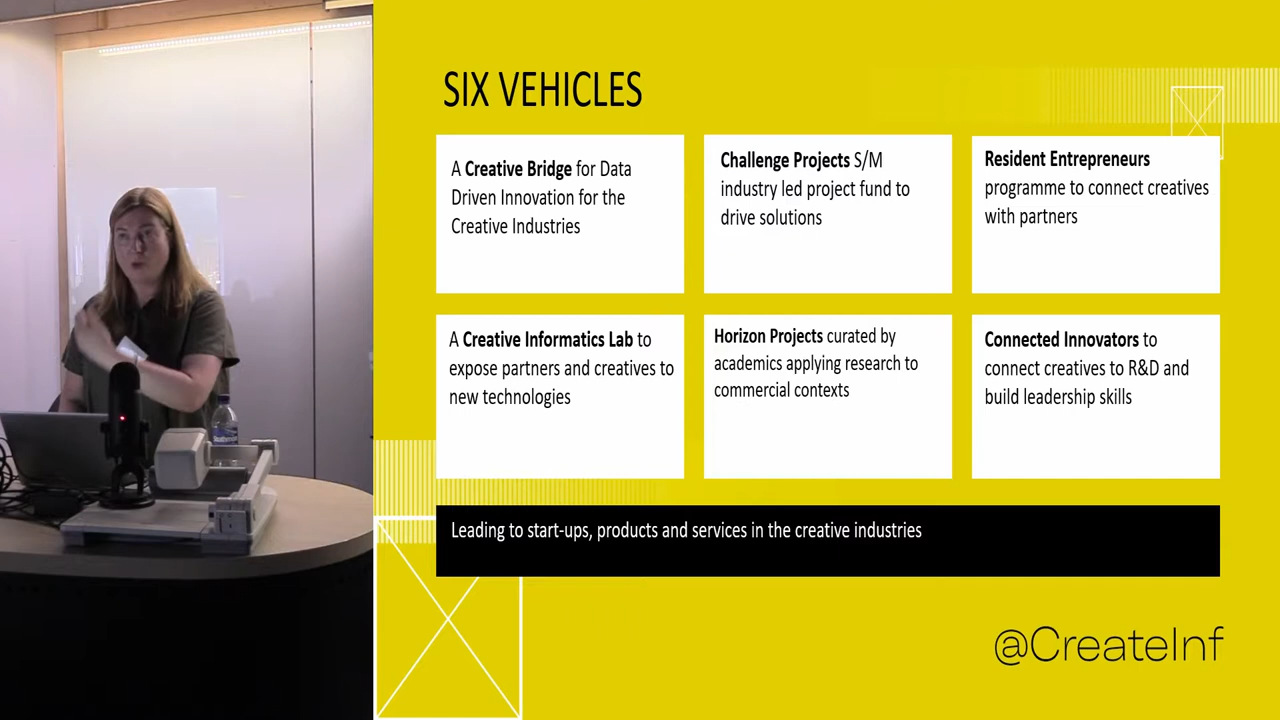 SIX VEHICLES
A Creative Bridge for Data
Driven Innovation for the
Creative Industries
Challenge Projects S/M
industry led project fund to
drive solutions
Resident Entrepreneurs
programme to connect creatives
with partners
A Creative Informatics Lab to
expose partners and creatives to
new technologies
Horizon Projects curated by
academics applying research to
commercial contexts
Connected Innovators to
connect creatives to R&D and
build leadership skills
Leading to start-ups, products and services in the creative industries
@CreateInf